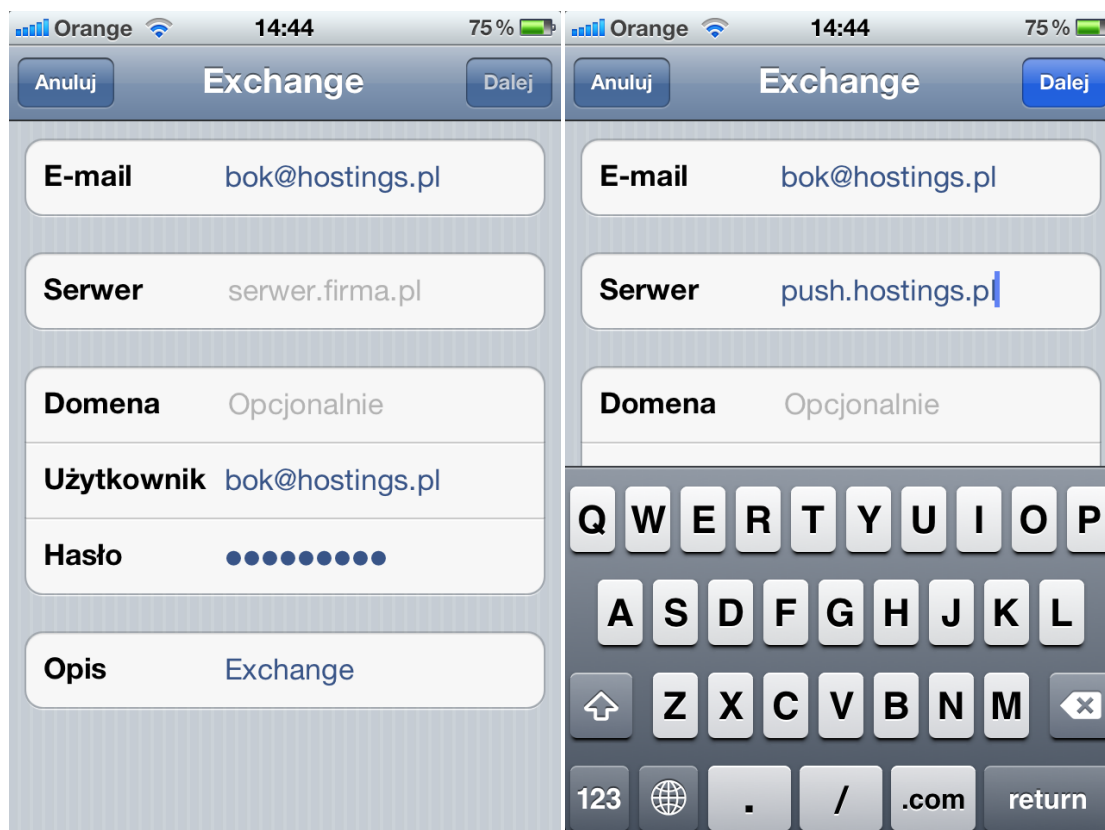 Orange 14:44 75 %
Anuluj Exchange Dalej
E-mail bok@hostings.pl
Serwer serwer.firma.pl
Domena Opcjonalnie
Użytkownik bok@hostings.pl
Hasło ●●●●●●●●●
Opis Exchange
Orange 14:44 75 %
Anuluj Exchange Dalej
E-mail bok@hostings.pl
Serwer push.hostings.pl
Domena Opcjonalnie
Q W E R T Y U I O P
A S D F G H J K L
Z X C V B N M
123 . / .com return